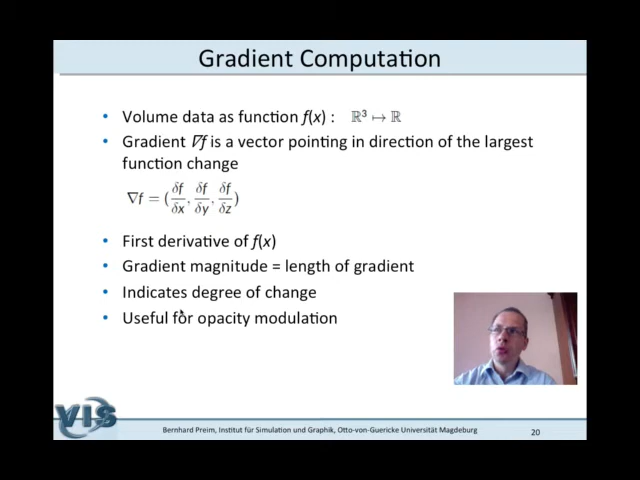 Gradient Computation
• Volume data as function f(x) : ℝ³ ↦ ℝ
• Gradient ∇f is a vector pointing in direction of the largest
function change
∇f = (δf/δx, δf/δy, δf/δz)
• First derivative of f(x)
• Gradient magnitude = length of gradient
• Indicates degree of change
• Useful for opacity modulation
VIS
Bernhard Preim, Institut für Simulation und Graphik, Otto-von-Guericke Universität Magdeburg
20